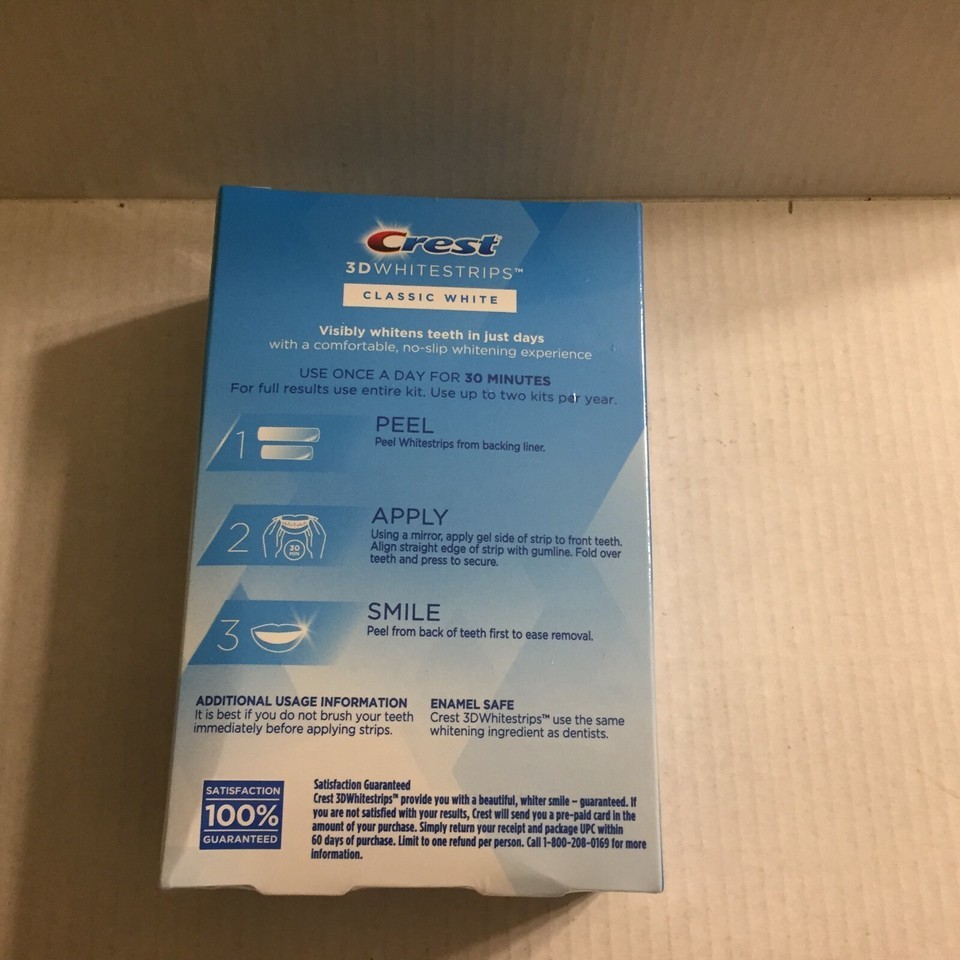 Crest
3DWHITESTRIPS™
CLASSIC WHITE
Visibly whitens teeth in just days
with a comfortable, no-slip whitening experience
USE ONCE A DAY FOR 30 MINUTES
For full results use entire kit. Use up to two kits per year.
1
PEEL
Peel Whitestrips from backing liner.
2
30
MIN
APPLY
Using a mirror, apply gel side of strip to front teeth.
Align straight edge of strip with gumline. Fold over
teeth and press to secure.
3
SMILE
Peel from back of teeth first to ease removal.
ADDITIONAL USAGE INFORMATION
It is best if you do not brush your teeth
immediately before applying strips.
ENAMEL SAFE
Crest 3DWhitestrips™ use the same
whitening ingredient as dentists.
SATISFACTION
100%
GUARANTEED
Satisfaction Guaranteed
Crest 3DWhitestrips™ provide you with a beautiful, whiter smile – guaranteed. If
you are not satisfied with your results, Crest will send you a pre-paid card in the
amount of your purchase. Simply return your receipt and package UPC within
60 days of purchase. Limit to one refund per person. Call 1-800-208-0169 for more
information.